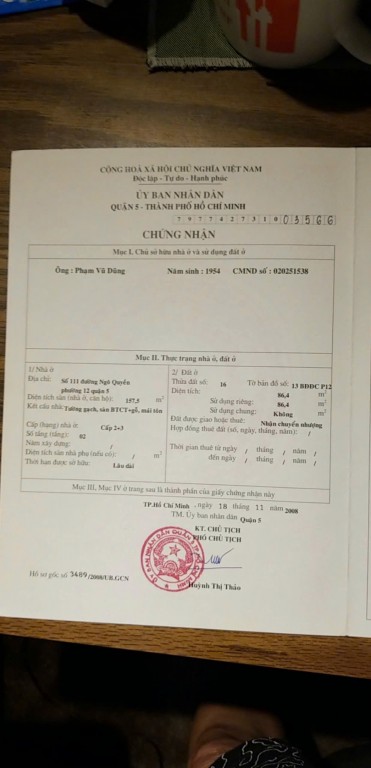 CỘNG HOÀ XÃ HỘI CHỦ NGHĨA VIỆT NAM
Độc lập - Tự do - Hạnh phúc
ỦY BAN NHÂN DÂN
QUẬN 5 - THÀNH PHỐ HỒ CHÍ MINH
7 9 7 7 4 2 7 3 1 0 0 3 5 6 6
CHỨNG NHẬN
Mục I. Chủ sở hữu nhà ở và sử dụng đất ở
Ông : Phạm Vũ Dũng Năm sinh : 1954 CMND số : 020251538
Mục II. Thực trạng nhà ở, đất ở
1/ Nhà ở
Địa chỉ: Số 111 đường Ngô Quyền
phường 12 quận 5
Diện tích sàn (nhà ở, căn hộ): 157,5 m²
Kết cấu nhà: Tường gạch, sàn BTCT+gỗ, mái tôn
Cấp (hạng) nhà ở: Cấp 2+3
Số tầng (tầng): 02
Năm xây dựng: /
Diện tích sàn nhà phụ (nếu có): / m²
Thời hạn được sở hữu: Lâu dài
2/ Đất ở
Thửa đất số: 16 Tờ bản đồ số: 13 BĐĐC P12
Diện tích: 86,4 m²
Sử dụng riêng: 86,4 m²
Sử dụng chung: Không m²
Đất được giao hoặc thuê: Nhận chuyển nhượng
Hợp đồng thuê đất (số, ngày, tháng, năm): /
Thời gian thuê từ ngày / tháng / năm /
đến ngày / tháng / năm /
Mục III, Mục IV ở trang sau là thành phần của giấy chứng nhận này
TP.Hồ Chí Minh , ngày 18 tháng 11 năm 2008
TM. Ủy ban nhân dân Quận 5
KT. CHỦ TỊCH
PHÓ CHỦ TỊCH
ỦY BAN NHÂN DÂN QUẬN 5
Huỳnh Thị Thảo
Hồ sơ gốc số 3489/2008/UB.GCN